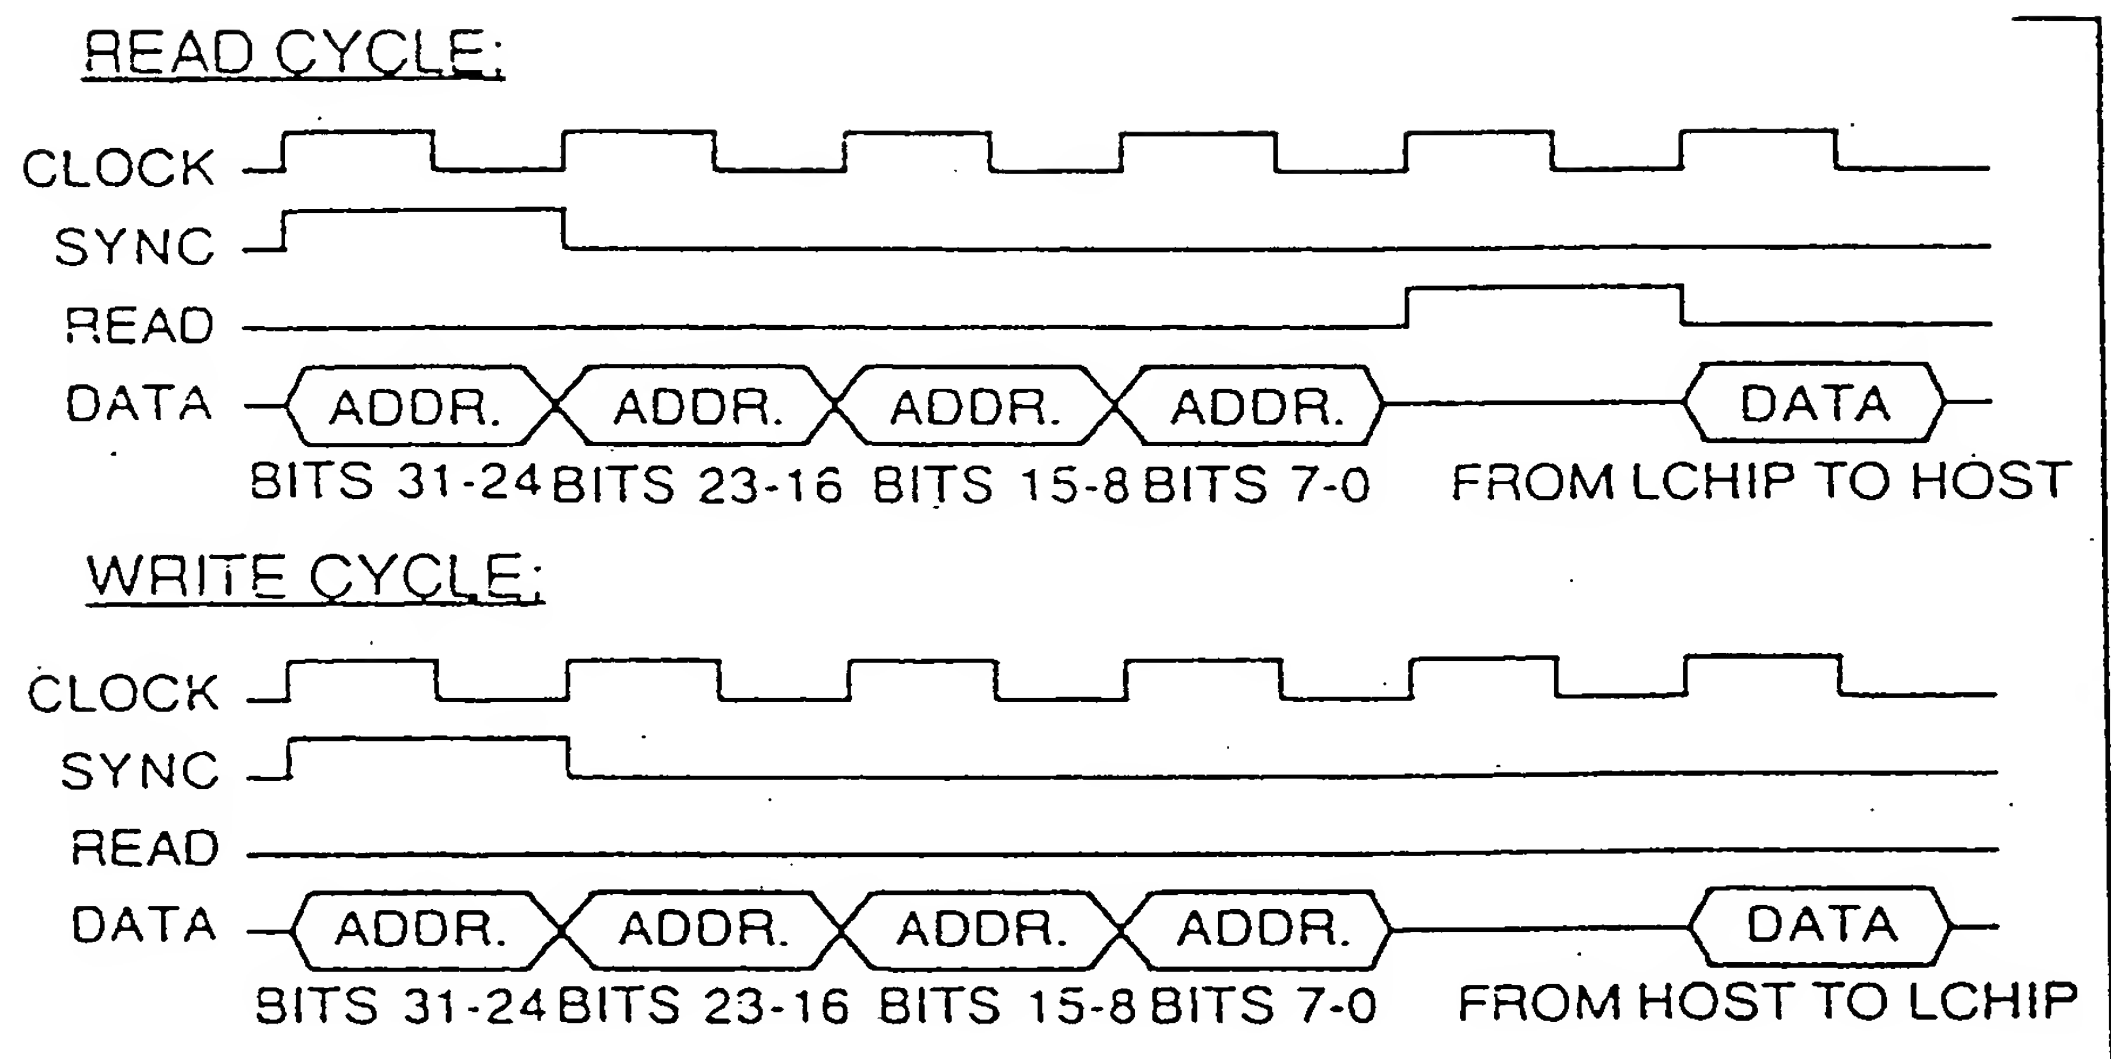 READ CYCLE:
CLOCK
SYNC
READ
DATA ADDR. ADDR. ADDR. ADDR. DATA
BITS 31-24 BITS 23-16 BITS 15-8 BITS 7-0 FROM LCHIP TO HOST
WRITE CYCLE:
CLOCK
SYNC
READ
DATA ADDR. ADDR. ADDR. ADDR. DATA
BITS 31-24 BITS 23-16 BITS 15-8 BITS 7-0 FROM HOST TO LCHIP